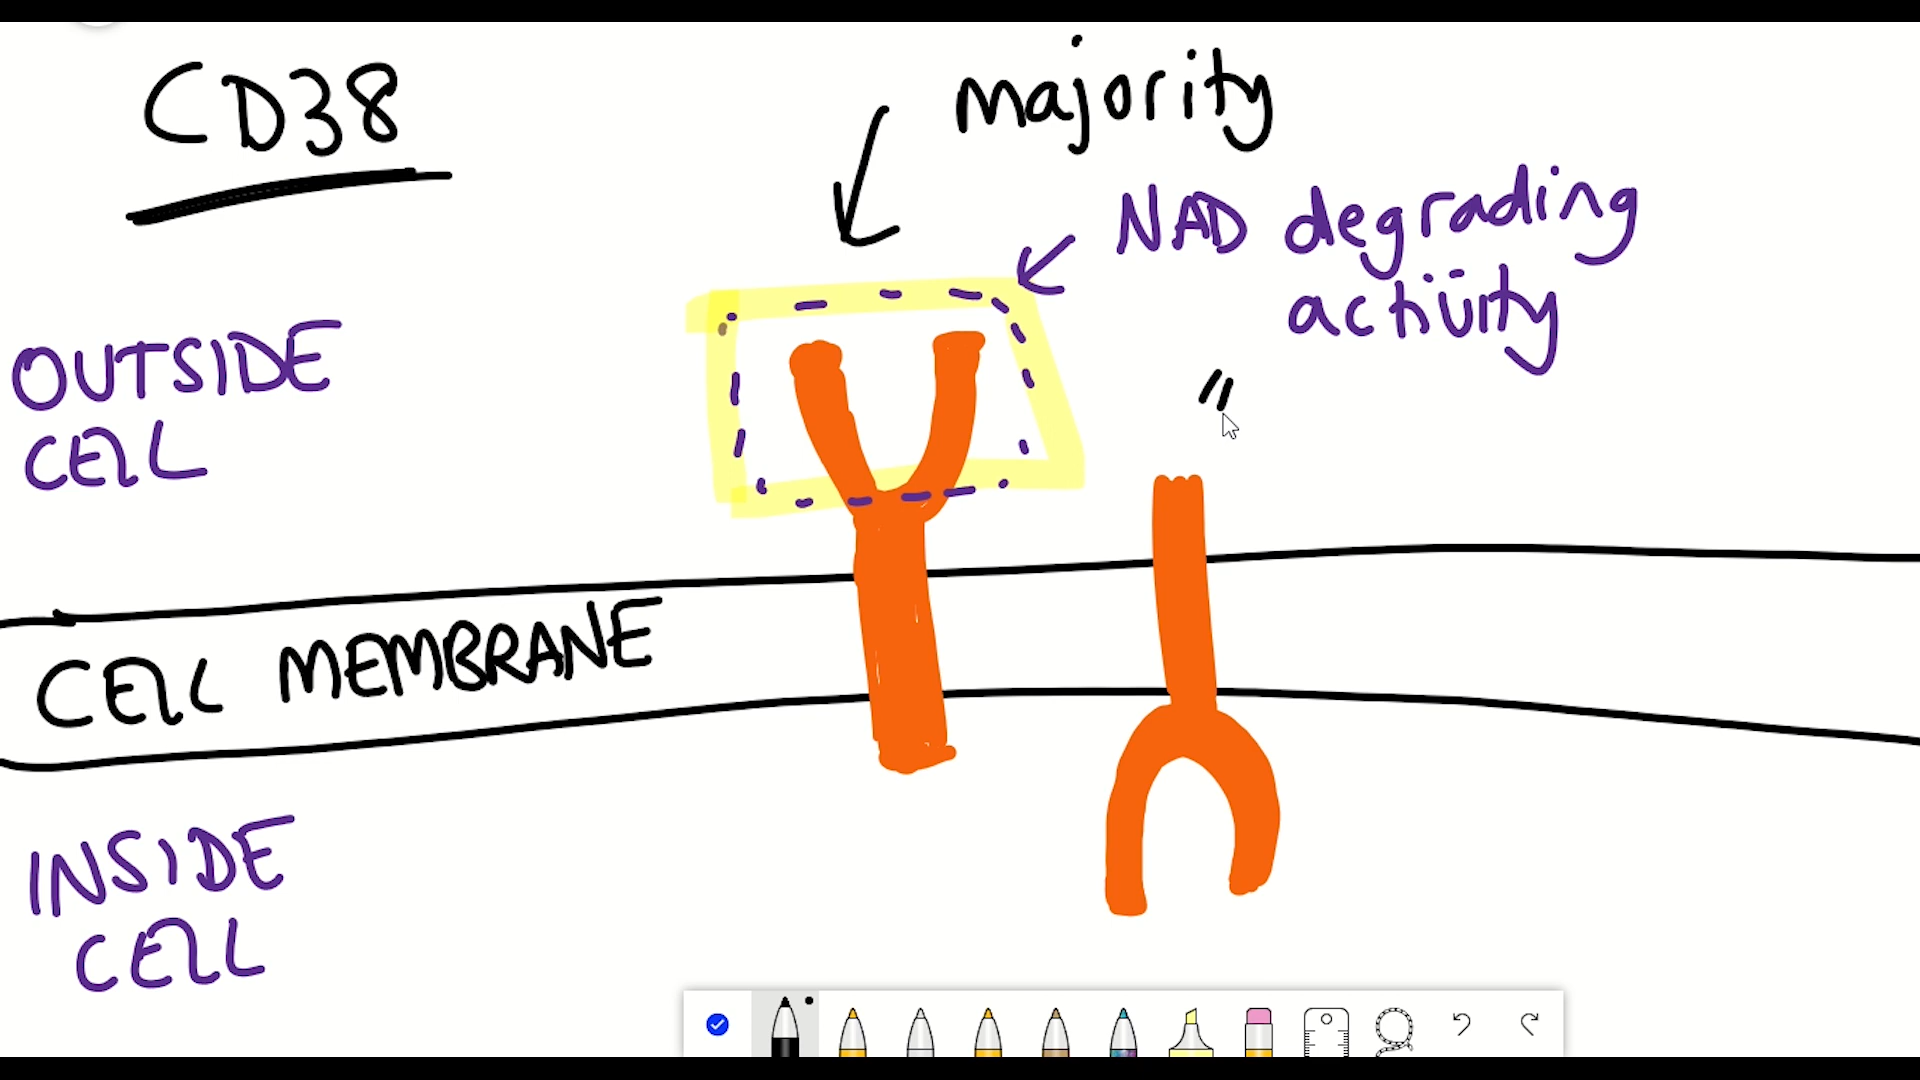 CD38
majority
NAD degrading
activity
OUTSIDE
CELL
"
CELL MEMBRANE
INSIDE
CELL